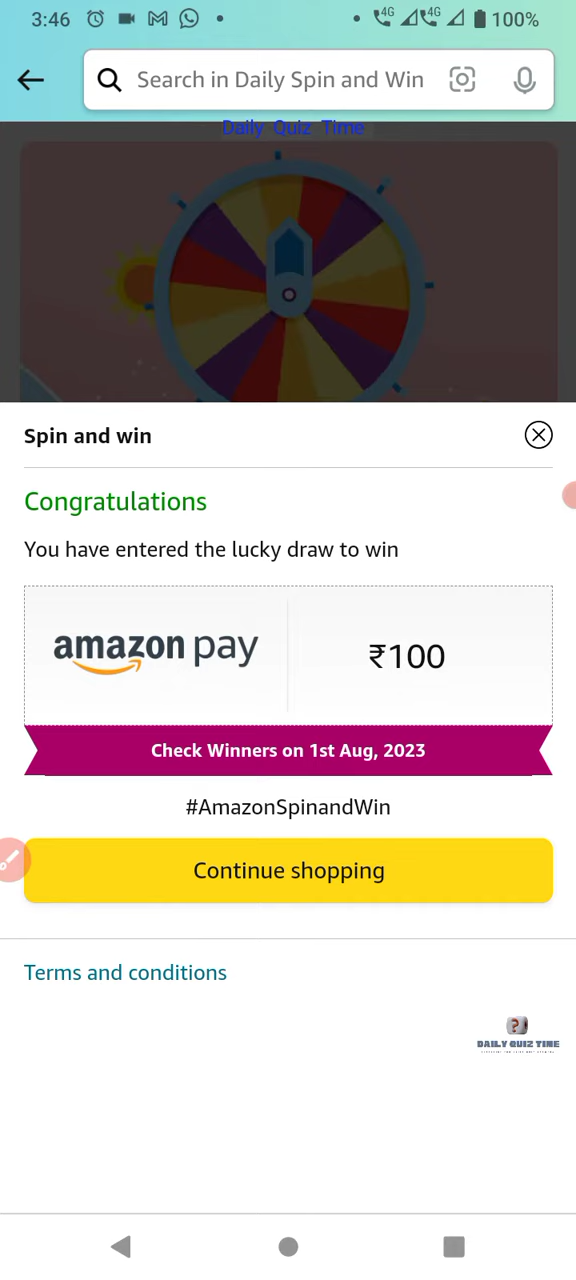 3:46
4G 4G 100%
Search in Daily Spin and Win
Daily Quiz Time
Spin and win
Congratulations
You have entered the lucky draw to win
amazon pay
₹100
Check Winners on 1st Aug, 2023
#AmazonSpinandWin
Continue shopping
Terms and conditions
?
DAILY QUIZ TIME